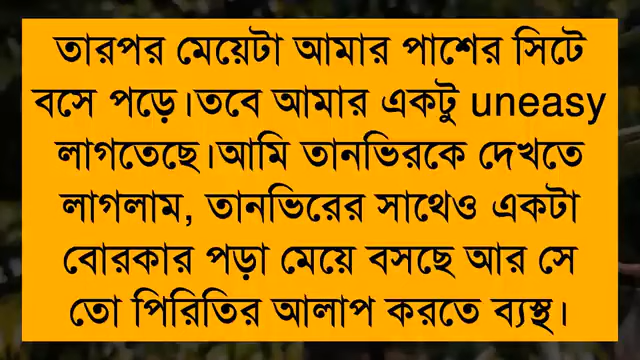 তারপর মেয়েটা আমার পাশের সিটে
বসে পড়ে।তবে আমার একটু uneasy
লাগতেছে।আমি তানভিরকে দেখতে
লাগলাম, তানভিরের সাথেও একটা
বোরকার পড়া মেয়ে বসছে আর সে
তো পিরিতির আলাপ করতে ব্যস্থ।